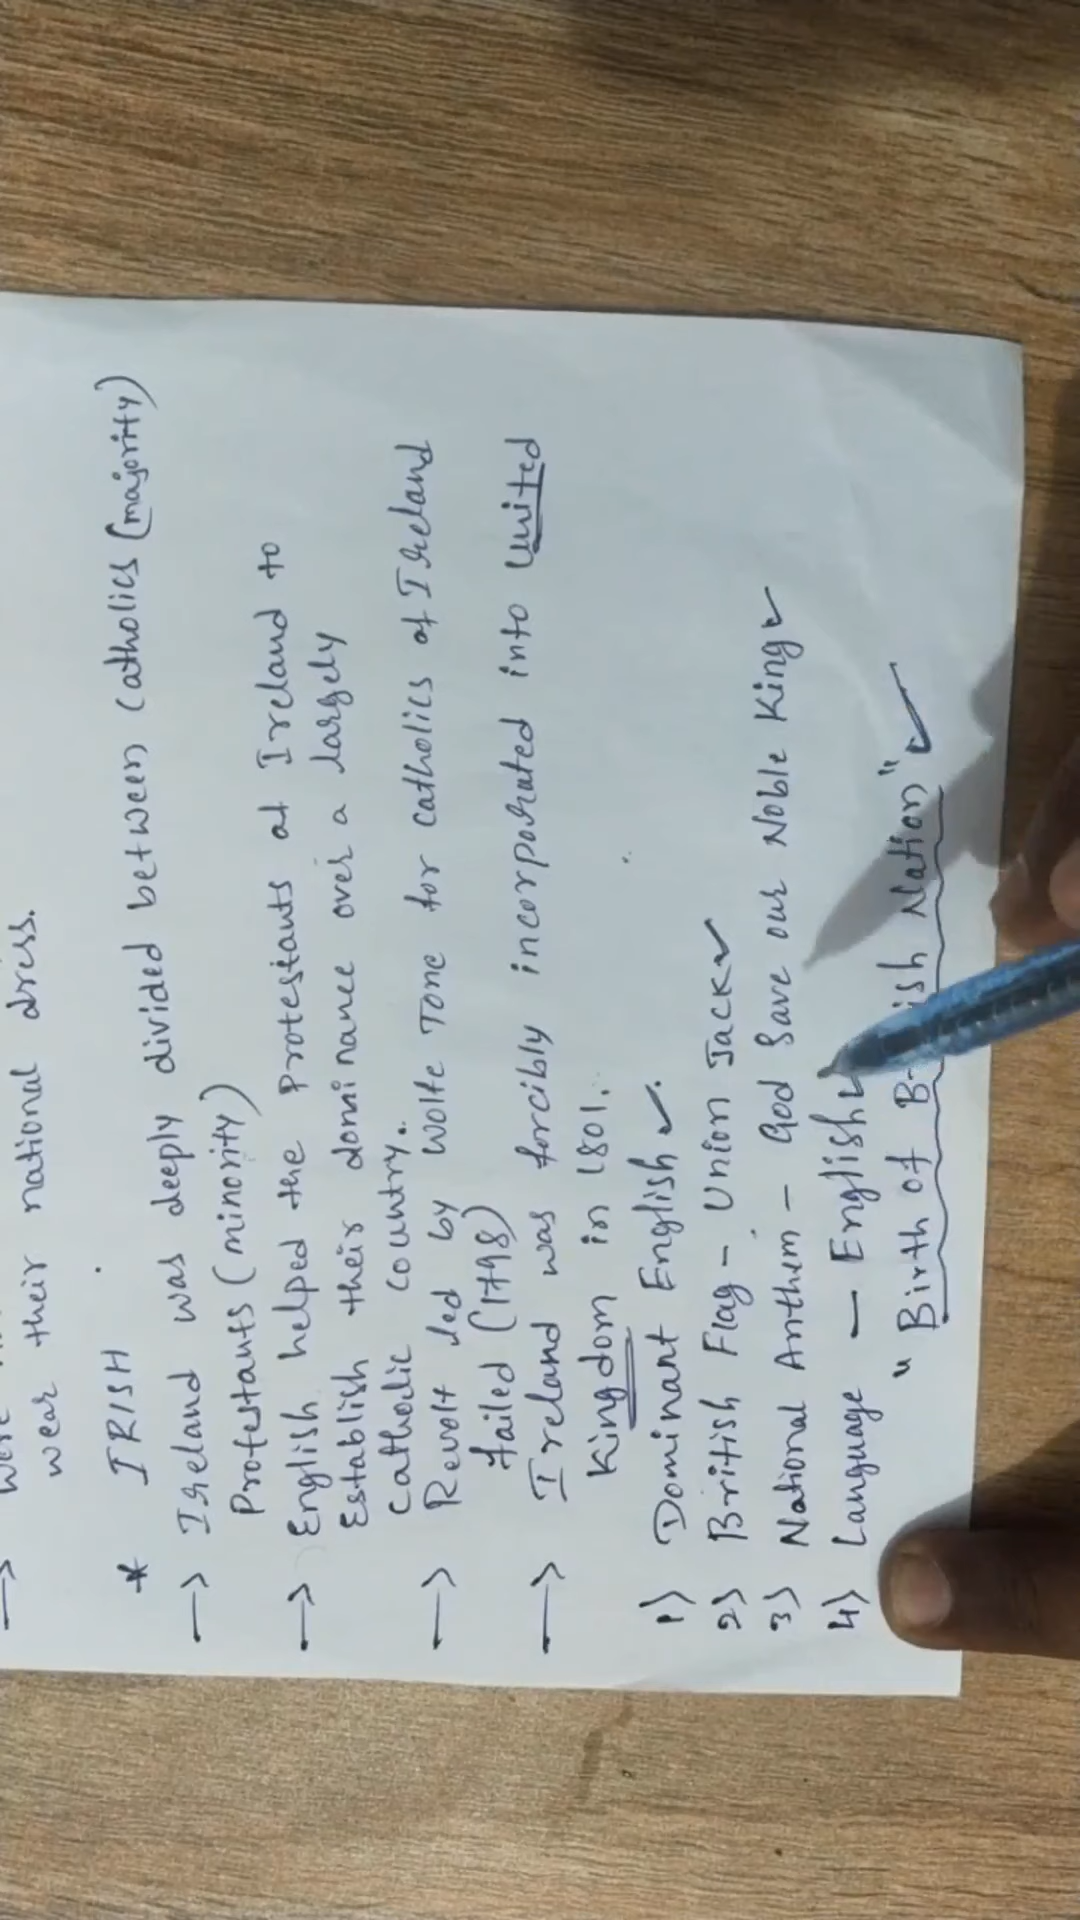 wear their national dress.
* IRISH
→ Ireland was deeply divided between Catholics (majority)
Protestants (minority)
→ English helped the Protestants at Ireland to
Establish their dominance over a largely
Catholic Country.
→ Revolt led by Wolfe Tone for Catholics of Ireland
failed (1798)
→ Ireland was forcibly incorporated into United
Kingdom in 1801.
1) Dominant English ✓.
2) British Flag - Union Jack ✓
3) National Anthem - God Save our Noble King ✓
4) Language - English ✓
"Birth of British Nation" ✓